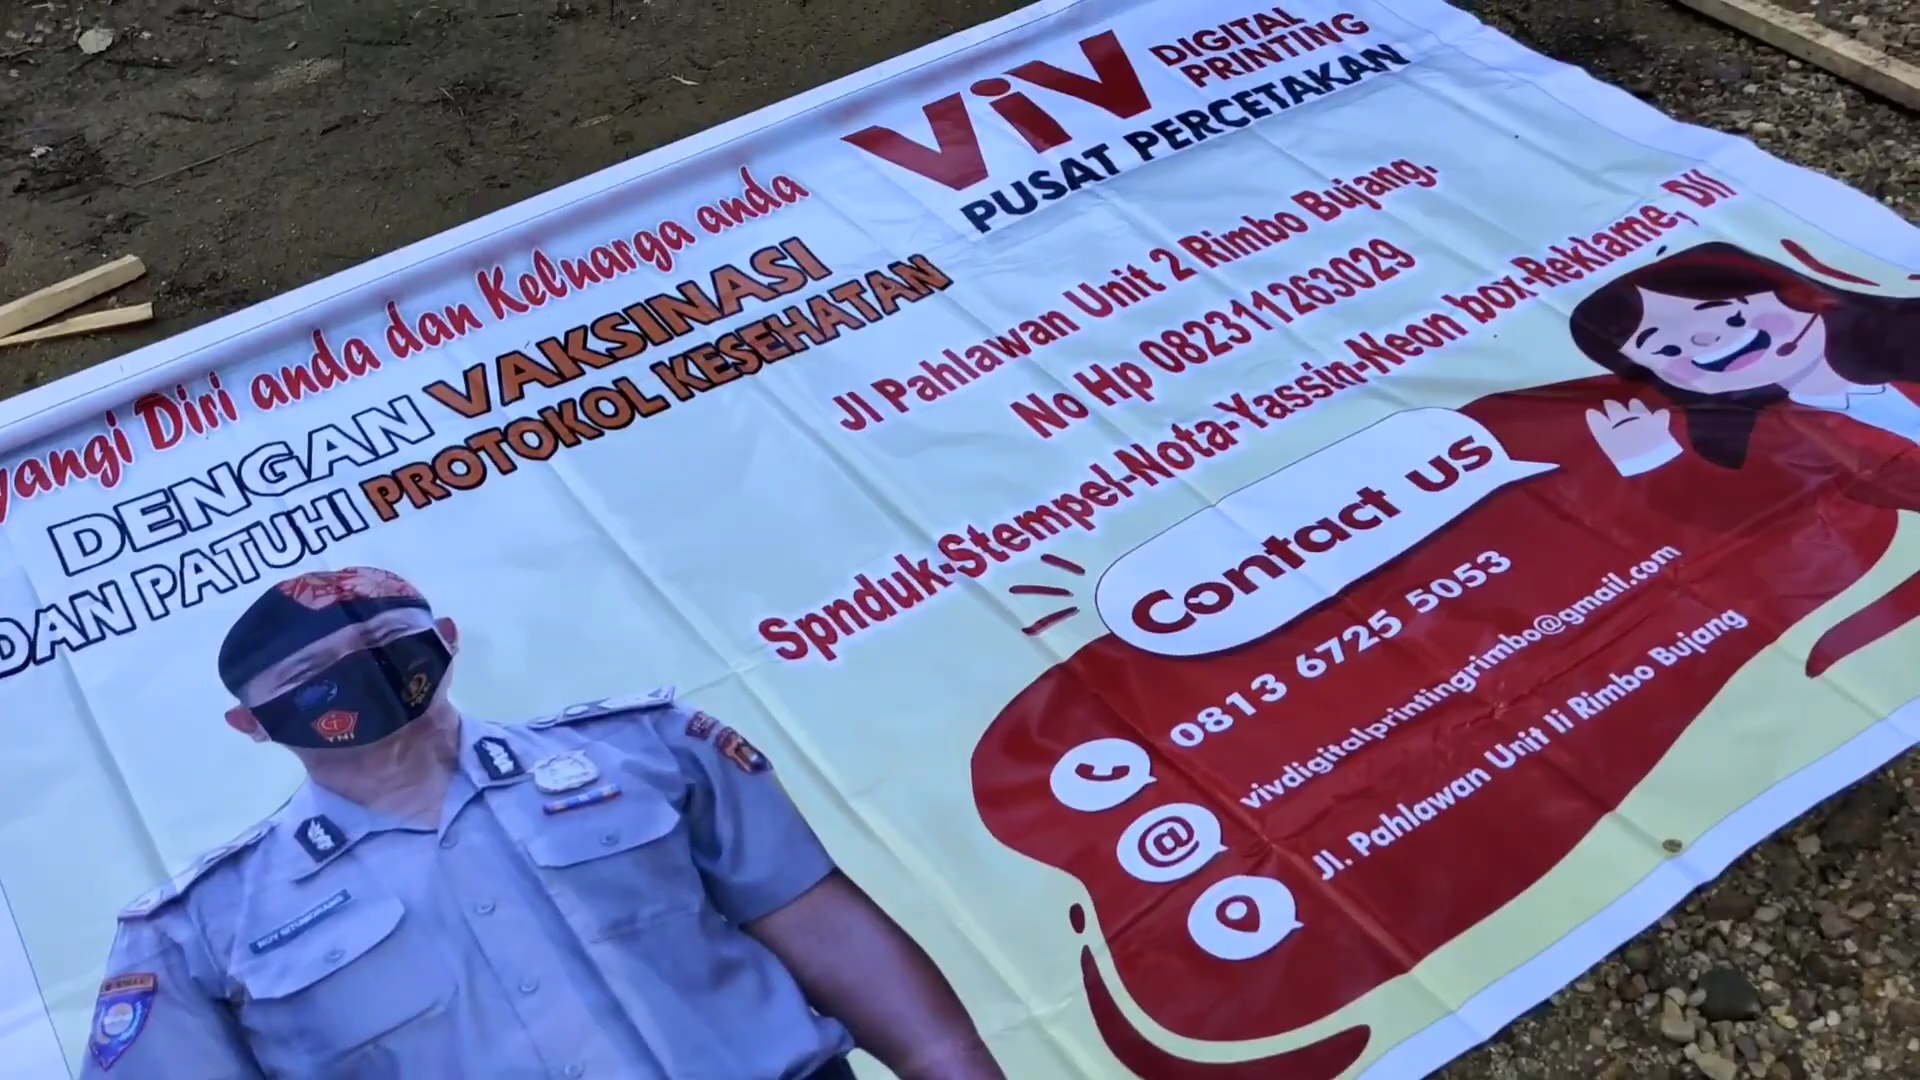 yangi Diri anda dan Keluarga anda
DENGAN VAKSINASI
DAN PATUHI PROTOKOL KESEHATAN
TNI
ViV
DIGITAL
PRINTING
PUSAT PERCETAKAN
Jl Pahlawan Unit 2 Rimbo Bujang.
No Hp 082311263029
Spnduk-Stempel-Nota-Yassin-Neon box-Reklame, Dll
Contact us
0813 6725 5053
vivdigitalprintingrimbo@gmail.com
Jl. Pahlawan Unit Ii Rimbo Bujang